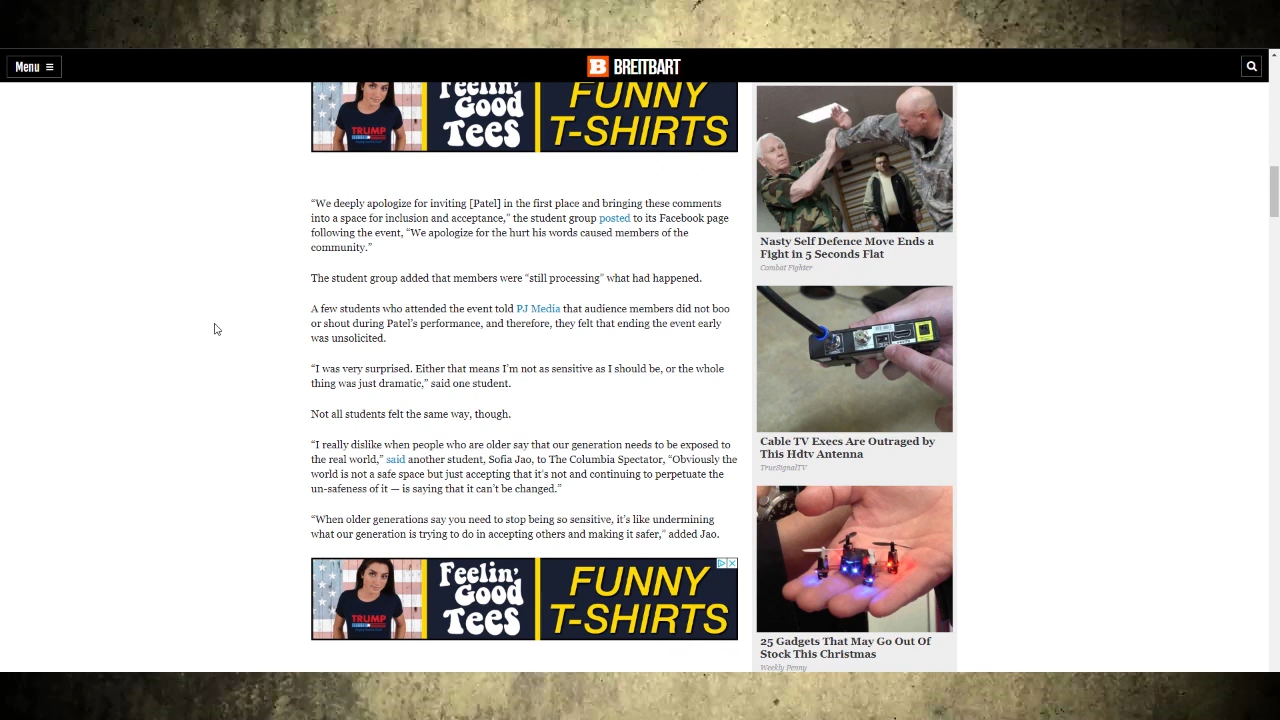 Menu ≡
BREITBART
Feelin'
Good
Tees
FUNNY
T-SHIRTS
TRUMP
“We deeply apologize for inviting [Patel] in the first place and bringing these comments
into a space for inclusion and acceptance,” the student group posted to its Facebook page
following the event, “We apologize for the hurt his words caused members of the
community.”
The student group added that members were “still processing” what had happened.
A few students who attended the event told PJ Media that audience members did not boo
or shout during Patel’s performance, and therefore, they felt that ending the event early
was unsolicited.
“I was very surprised. Either that means I’m not as sensitive as I should be, or the whole
thing was just dramatic,” said one student.
Not all students felt the same way, though.
“I really dislike when people who are older say that our generation needs to be exposed to
the real world,” said another student, Sofia Jao, to The Columbia Spectator, “Obviously the
world is not a safe space but just accepting that it’s not and continuing to perpetuate the
un-safeness of it — is saying that it can’t be changed.”
“When older generations say you need to stop being so sensitive, it’s like undermining
what our generation is trying to do in accepting others and making it safer,” added Jao.
Feelin'
Good
Tees
FUNNY
T-SHIRTS
TRUMP
Nasty Self Defence Move Ends a
Fight in 5 Seconds Flat
Combat Fighter
Cable TV Execs Are Outraged by
This Hdtv Antenna
TrueSignalTV
25 Gadgets That May Go Out Of
Stock This Christmas
Weekly Penny